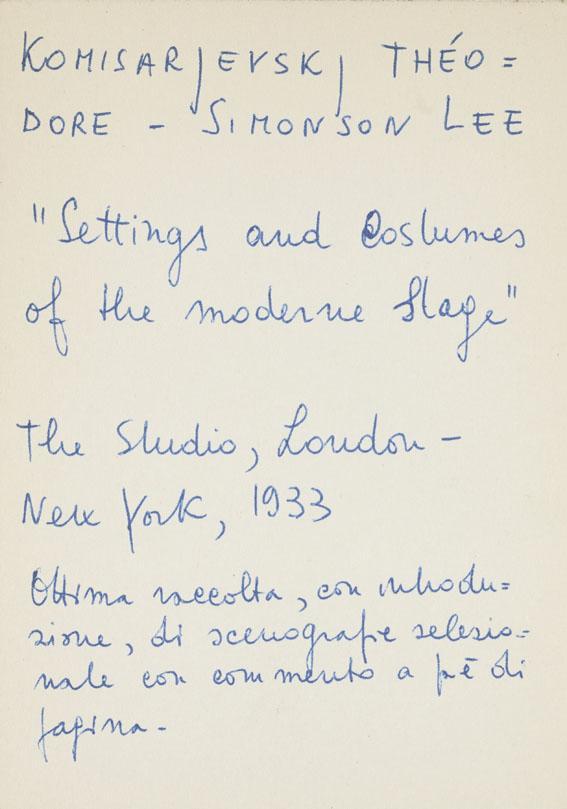 KOMISARJEVSKJ THÉO=
DORE - SIMONSON LEE
"Settings and Costumes
of the moderne Stage"
The Studio, London -
New York, 1933
Ottima raccolta, con introdu=
zione, di scenografie selezio=
nate con commento a pē di
pagina.-